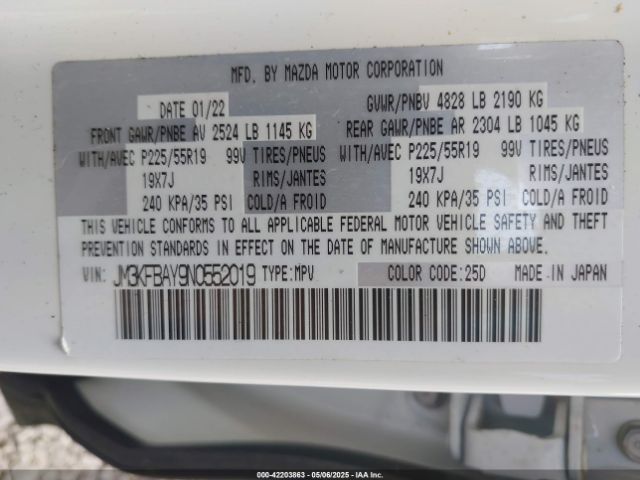 MFD. BY MAZDA MOTOR CORPORATION
DATE 01/22 GVWR/PNBV 4828 LB 2190 KG
FRONT GAWR/PNBE AV 2524 LB 1145 KG REAR GAWR/PNBE AR 2304 LB 1045 KG
WITH/AVEC P225/55R19 99V TIRES/PNEUS WITH/AVEC P225/55R19 99V TIRES/PNEUS
19X7J RIMS/JANTES 19X7J RIMS/JANTES
240 KPA/35 PSI COLD/A FROID 240 KPA/35 PSI COLD/A FROID
THIS VEHICLE CONFORMS TO ALL APPLICABLE FEDERAL MOTOR VEHICLE SAFETY AND THEFT
PREVENTION STANDARDS IN EFFECT ON THE DATE OF MANUFACTURE SHOWN ABOVE.
VIN: JM3KFBAY9N0552019 TYPE:MPV COLOR CODE:25D MADE IN JAPAN
000-42203863 - 05/06/2025 - IAA Inc.